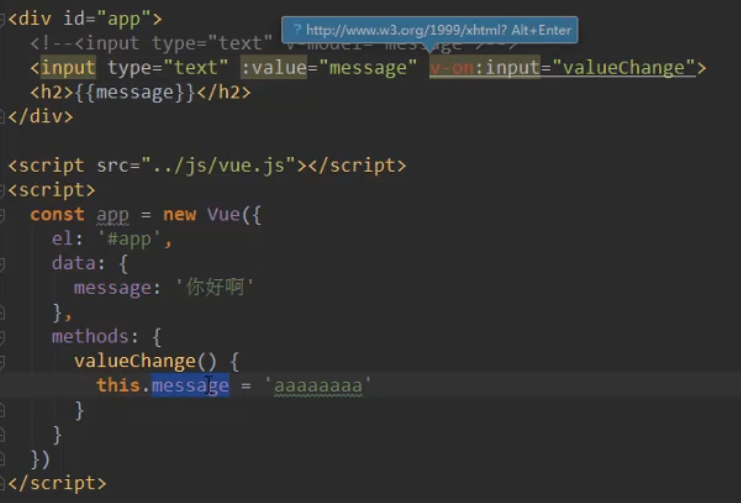 <div id="app">
? http://www.w3.org/1999/xhtml? Alt+Enter
<!--<input type="text" v-model="message">-->
<input type="text" :value="message" v-on:input="valueChange">
<h2>{{message}}</h2>
</div>
<script src="../js/vue.js"></script>
<script>
const app = new Vue({
el: '#app',
data: {
message: '你好啊'
},
methods: {
valueChange() {
this.message = 'aaaaaaaa'
}
}
})
</script>